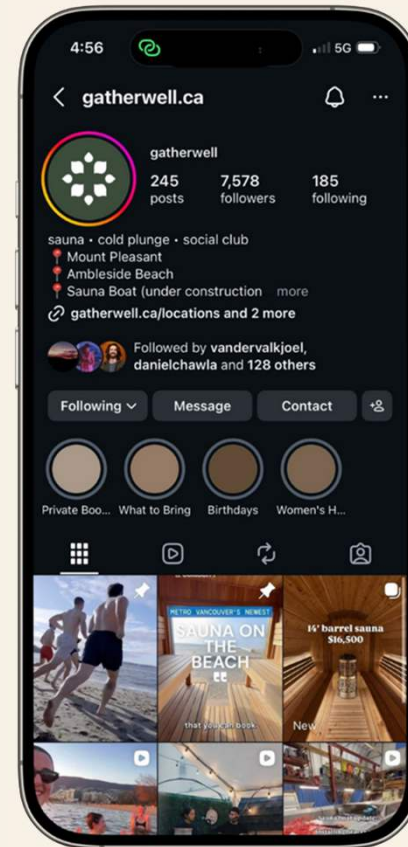 4:56
5G
gatherwell.ca
gatherwell
245 7,578 185
posts followers following
sauna • cold plunge • social club
📍 Mount Pleasant
📍 Ambleside Beach
📍 Sauna Boat (under construction more
gatherwell.ca/locations and 2 more
Followed by vandervalkjoel,
danielchawla and 128 others
Following Message Contact
Private Boo... What to Bring Birthdays Women's H...
METRO VANCOUVER'S NEWEST
SAUNA ON
THE
BEACH
that you can book.
14' barrel sauna
$16,500
New